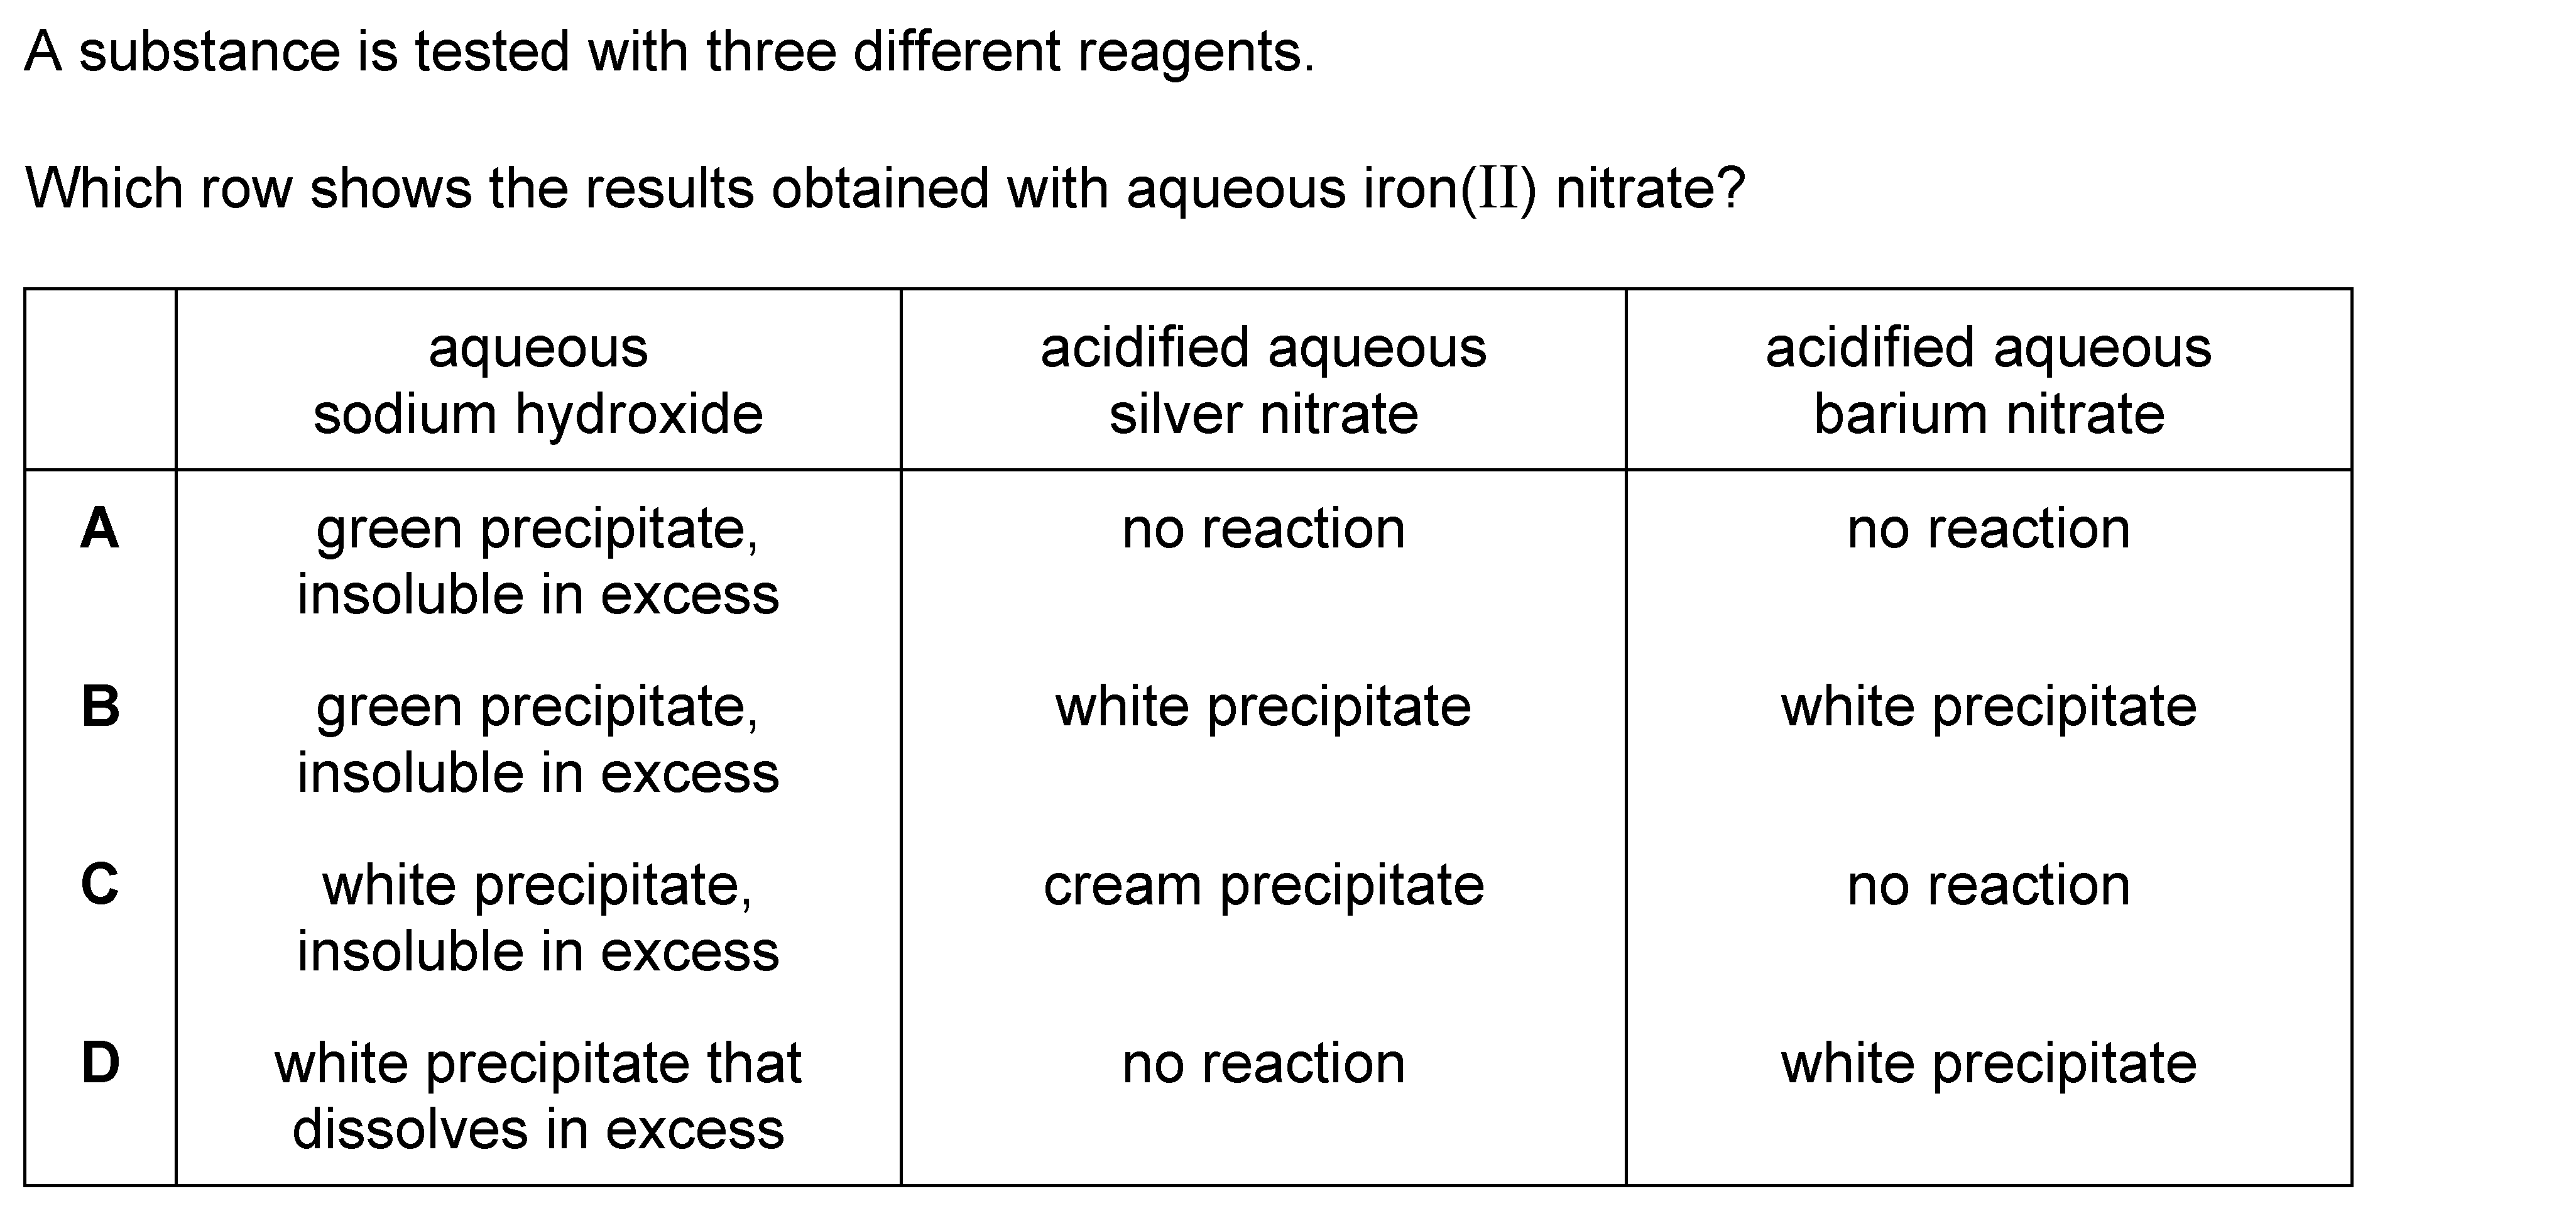 A substance is tested with three different reagents.
Which row shows the results obtained with aqueous iron(II) nitrate?
aqueous sodium hydroxide
acidified aqueous silver nitrate
acidified aqueous barium nitrate
A green precipitate, insoluble in excess no reaction no reaction
B green precipitate, insoluble in excess white precipitate white precipitate
C white precipitate, insoluble in excess cream precipitate no reaction
D white precipitate that dissolves in excess no reaction white precipitate